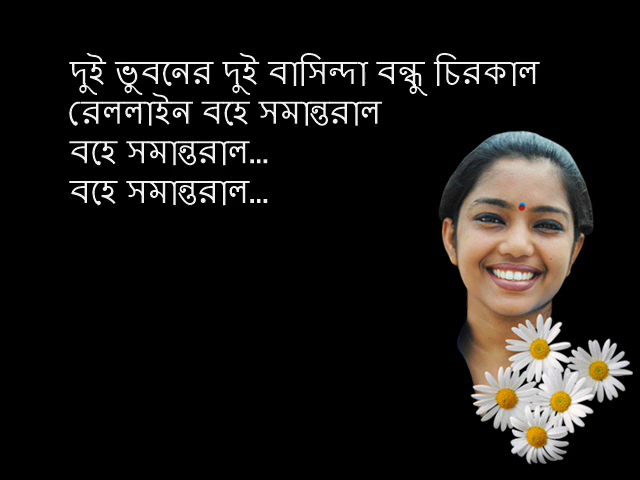 দুই ভুবনের দুই বাসিন্দা বন্ধু চিরকাল
রেললাইন বহে সমান্তরাল
বহে সমান্তরাল...
বহে সমান্তরাল...